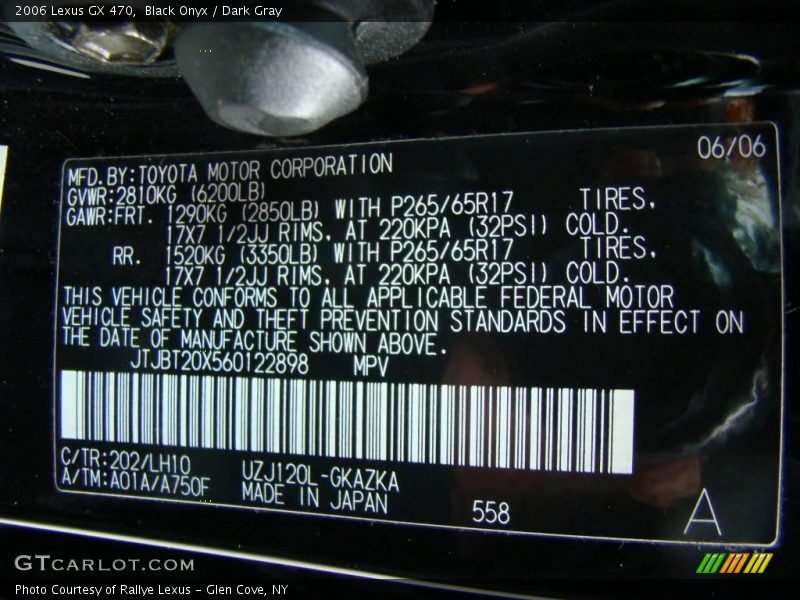 2006 Lexus GX 470, Black Onyx / Dark Gray
06/06
MFD.BY:TOYOTA MOTOR CORPORATION
GVWR:2810KG (6200LB)
GAWR:FRT. 1290KG (2850LB) WITH P265/65R17 TIRES,
17X7 1/2JJ RIMS, AT 220KPA (32PSI) COLD.
RR. 1520KG (3350LB) WITH P265/65R17 TIRES,
17X7 1/2JJ RIMS, AT 220KPA (32PSI) COLD.
THIS VEHICLE CONFORMS TO ALL APPLICABLE FEDERAL MOTOR
VEHICLE SAFETY AND THEFT PREVENTION STANDARDS IN EFFECT ON
THE DATE OF MANUFACTURE SHOWN ABOVE.
JTJBT20X560122898 MPV
C/TR:202/LH10 UZJ120L-GKAZKA
A/TM:A01A/A750F MADE IN JAPAN
558 A
GTCARLOT.COM
Photo Courtesy of Rallye Lexus - Glen Cove, NY